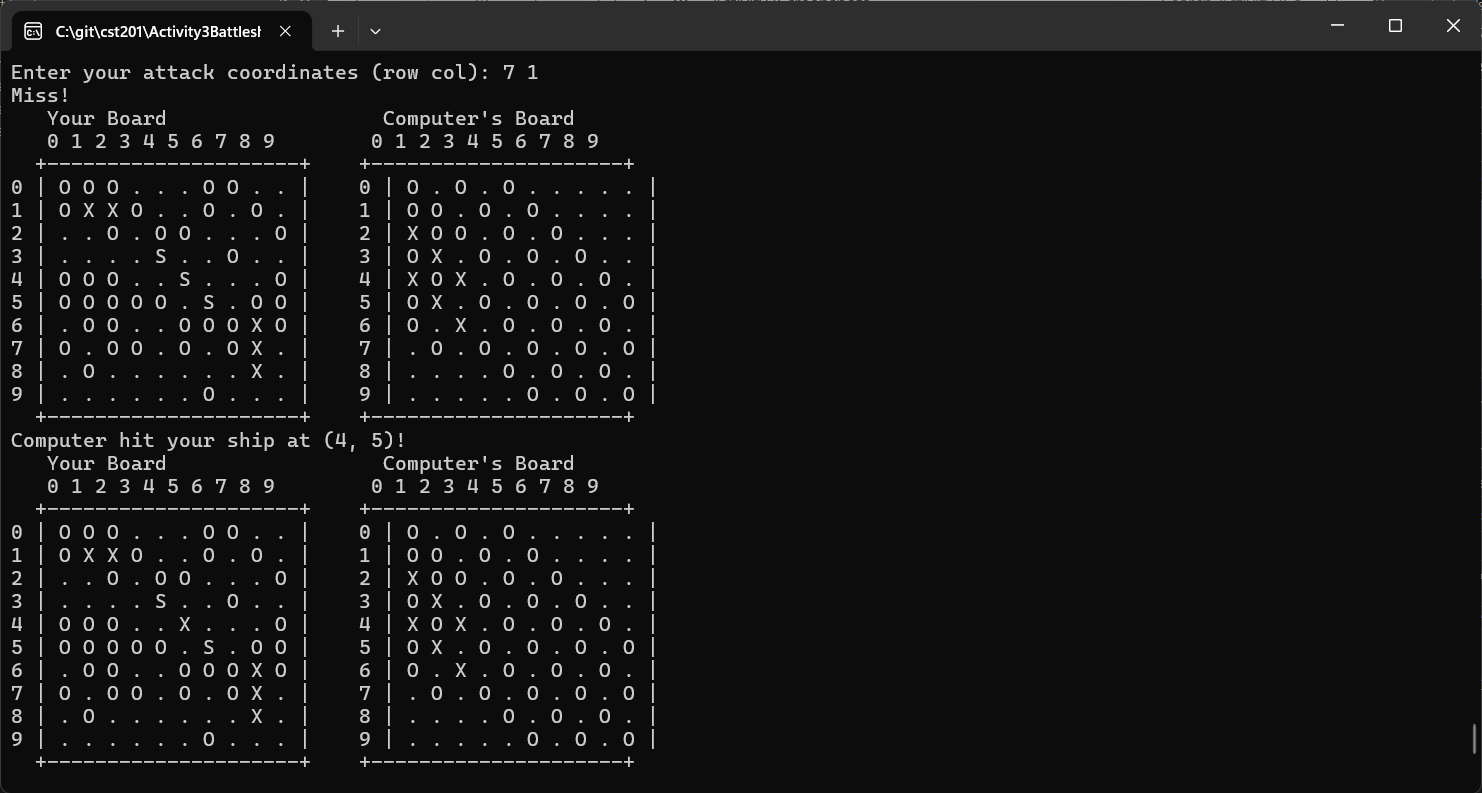 C:\git\cst201\Activity3Battlesh
Enter your attack coordinates (row col): 7 1
Miss!
   Your Board                  Computer's Board
   0 1 2 3 4 5 6 7 8 9        0 1 2 3 4 5 6 7 8 9
  +---------------------+    +---------------------+
0 | O O O . . . O O . . |    0 | O . O . O . . . . . |
1 | O X X O . . O . O . |    1 | O O . O . O . . . . |
2 | . . O . O O . . . O |    2 | X O O . O . O . . . |
3 | . . . . S . . O . . |    3 | O X . O . O . O . . |
4 | O O O . . S . . . O |    4 | X O X . O . O . O . |
5 | O O O O O . S . O O |    5 | O X . O . O . O . O |
6 | . O O . . O O O X O |    6 | O . X . O . O . O . |
7 | O . O O . O . O X . |    7 | . O . O . O . O . O |
8 | . O . . . . . . X . |    8 | . . . . O . O . O . |
9 | . . . . . . O . . . |    9 | . . . . . O . O . O |
  +---------------------+    +---------------------+
Computer hit your ship at (4, 5)!
   Your Board                  Computer's Board
   0 1 2 3 4 5 6 7 8 9        0 1 2 3 4 5 6 7 8 9
  +---------------------+    +---------------------+
0 | O O O . . . O O . . |    0 | O . O . O . . . . . |
1 | O X X O . . O . O . |    1 | O O . O . O . . . . |
2 | . . O . O O . . . O |    2 | X O O . O . O . . . |
3 | . . . . S . . O . . |    3 | O X . O . O . O . . |
4 | O O O . . X . . . O |    4 | X O X . O . O . O . |
5 | O O O O O . S . O O |    5 | O X . O . O . O . O |
6 | . O O . . O O O X O |    6 | O . X . O . O . O . |
7 | O . O O . O . O X . |    7 | . O . O . O . O . O |
8 | . O . . . . . . X . |    8 | . . . . O . O . O . |
9 | . . . . . . O . . . |    9 | . . . . . O . O . O |
  +---------------------+    +---------------------+